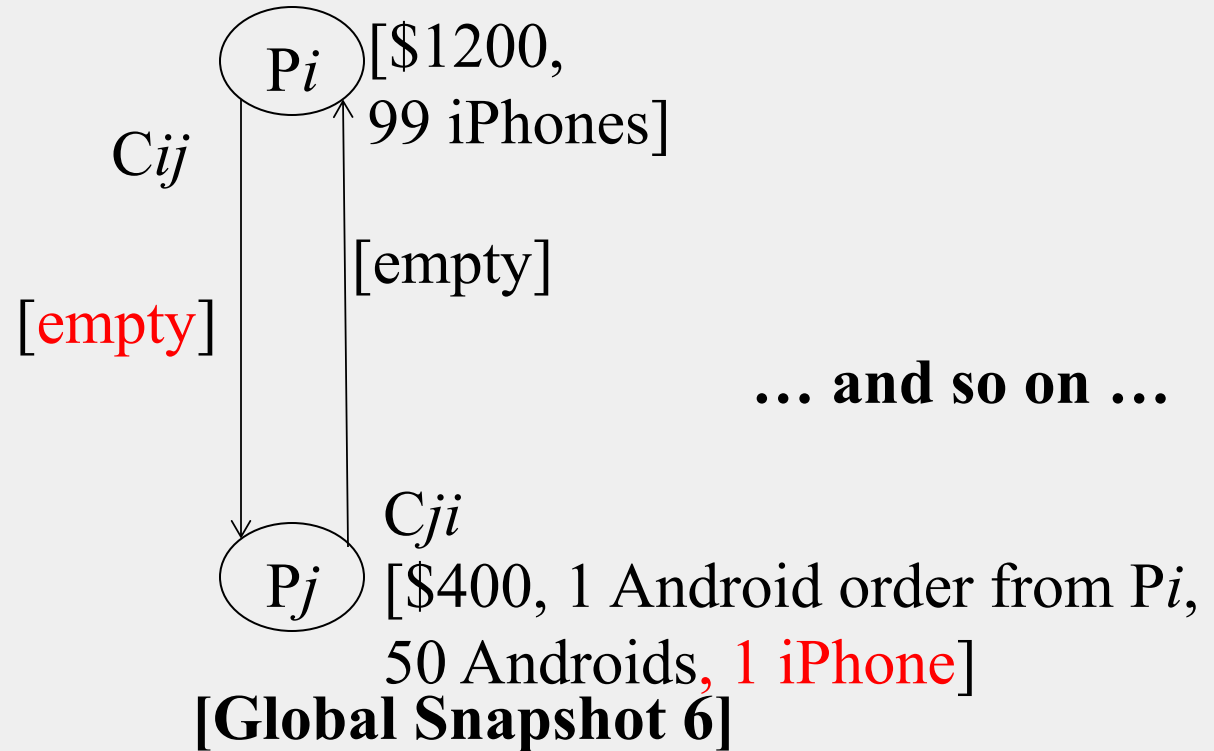 Pi
[$1200,
99 iPhones]
Cij
[empty]
[empty]
… and so on …
Cji
Pj
[$400, 1 Android order from Pi,
50 Androids, 1 iPhone]
[Global Snapshot 6]